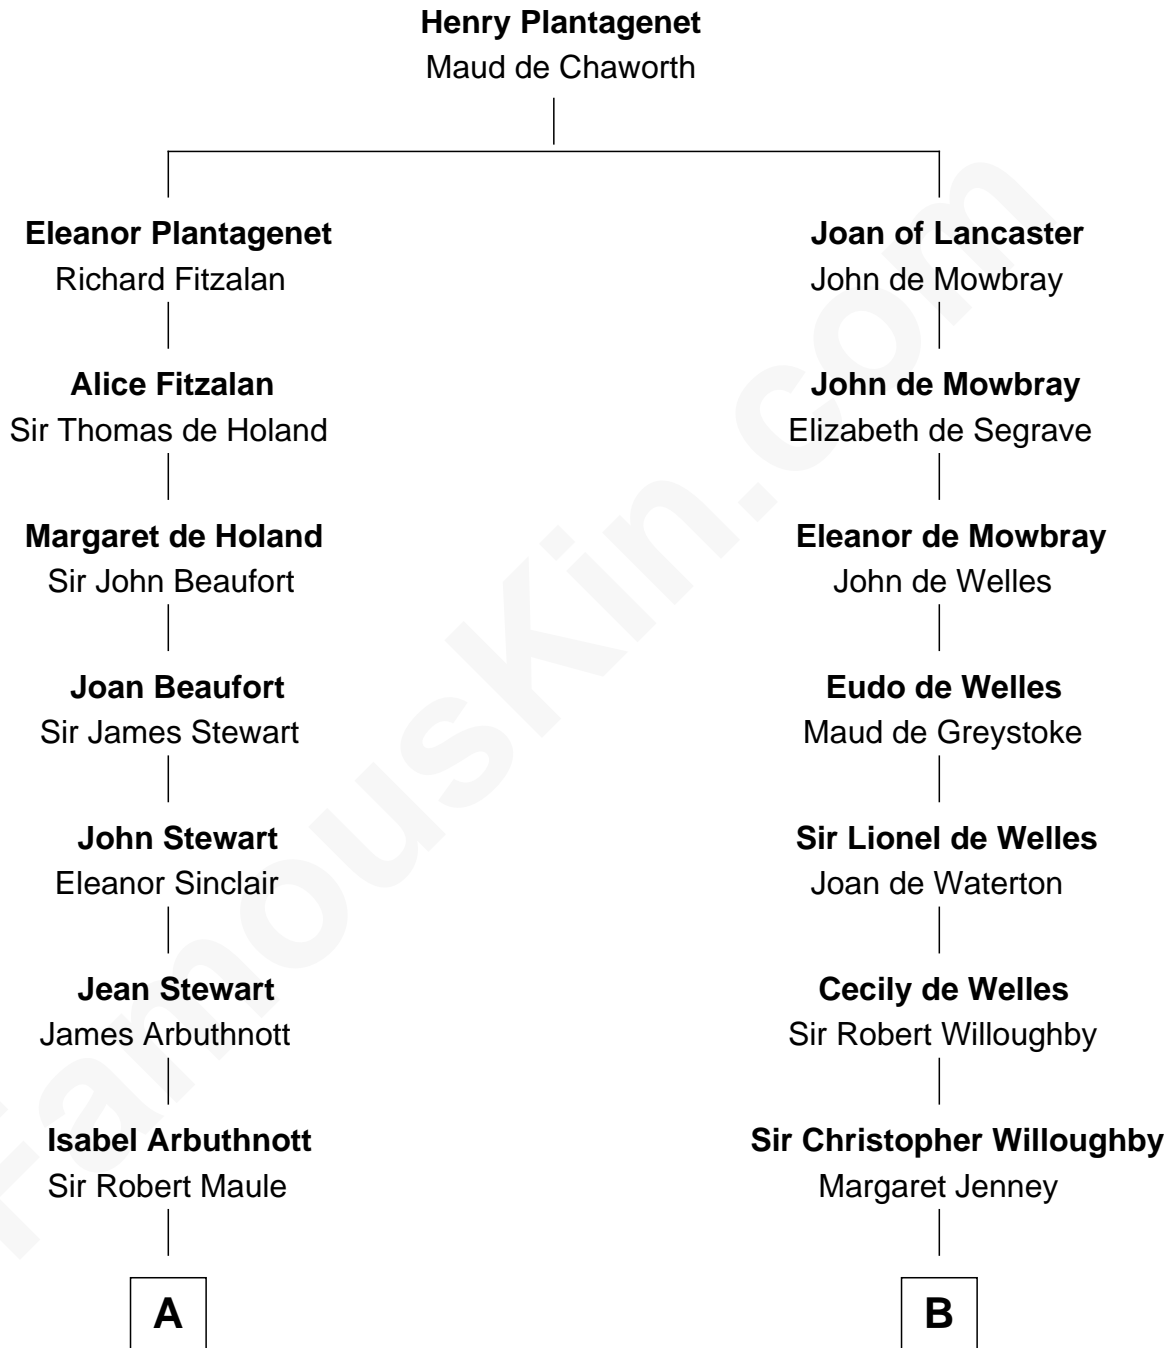 Henry Plantagenet
Maud de Chaworth
Eleanor Plantagenet
Richard Fitzalan
Joan of Lancaster
John de Mowbray
Alice Fitzalan
Sir Thomas de Holand
John de Mowbray
Elizabeth de Segrave
Margaret de Holand
Sir John Beaufort
Eleanor de Mowbray
John de Welles
Joan Beaufort
Sir James Stewart
Eudo de Welles
Maud de Greystoke
John Stewart
Eleanor Sinclair
Sir Lionel de Welles
Joan de Waterton
Jean Stewart
James Arbuthnott
Cecily de Welles
Sir Robert Willoughby
Isabel Arbuthnott
Sir Robert Maule
Sir Christopher Willoughby
Margaret Jenney
A
B
FamousKin.com